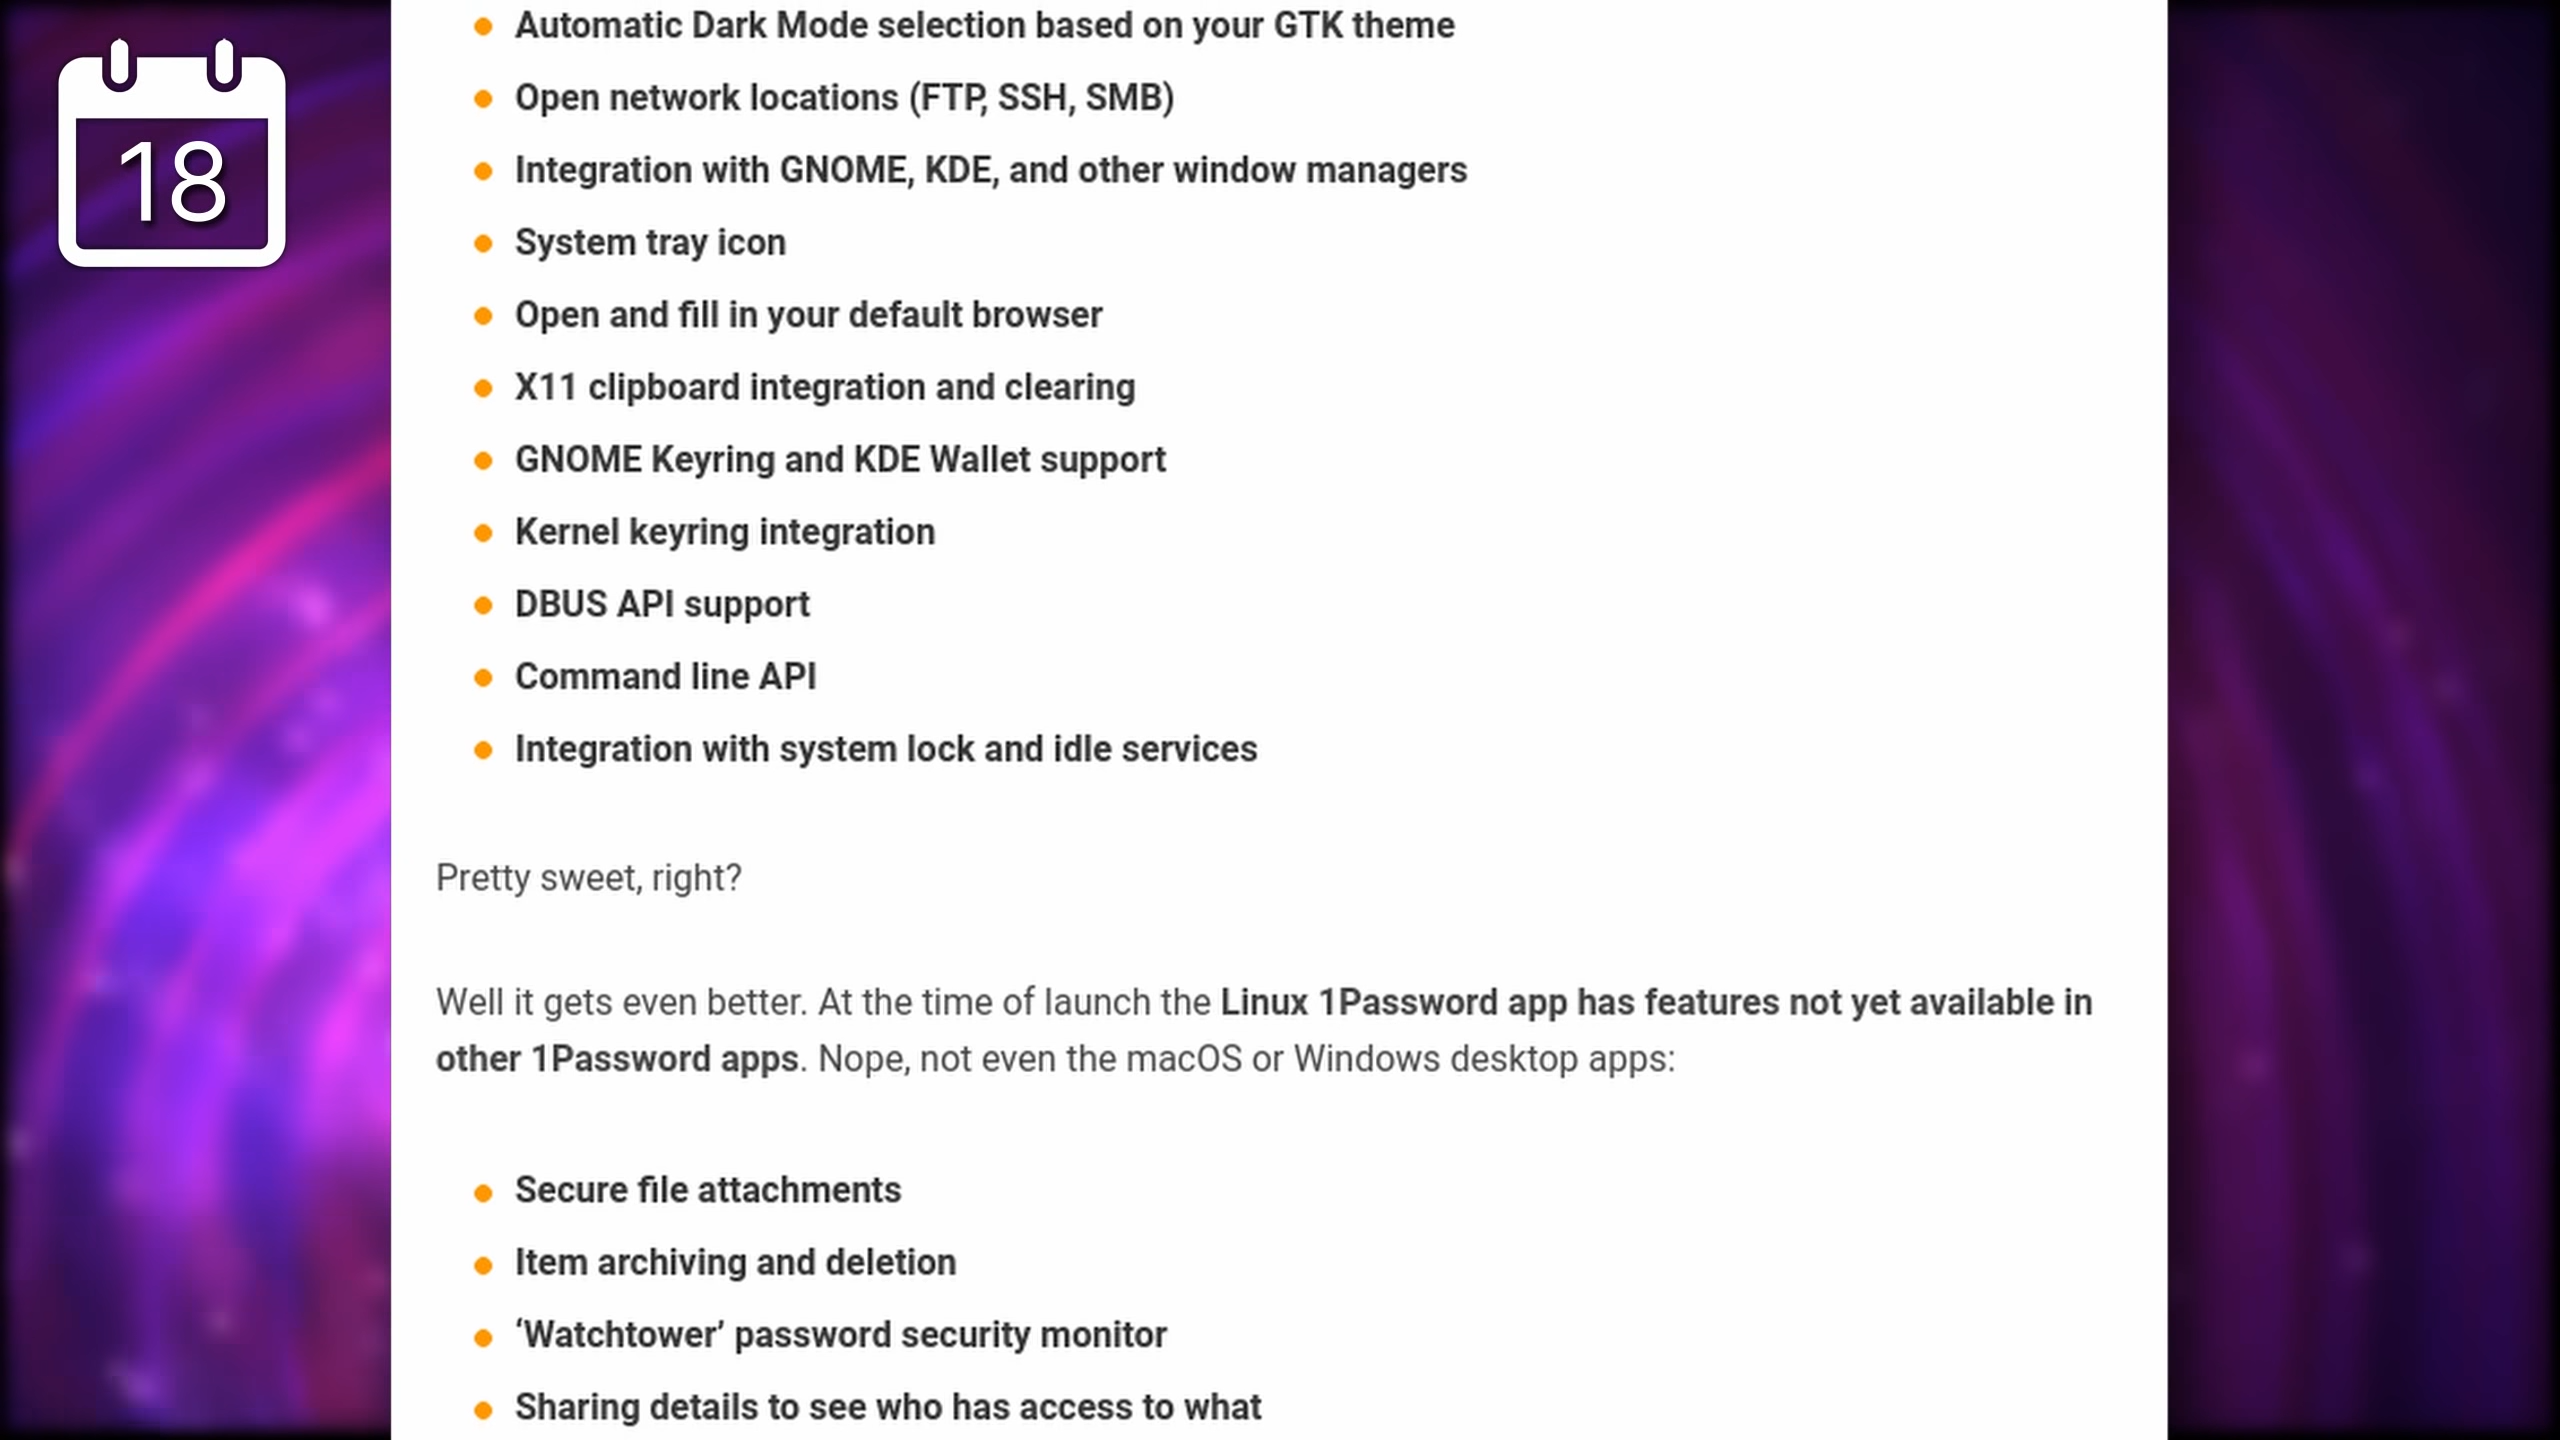 18
Automatic Dark Mode selection based on your GTK theme
Open network locations (FTP, SSH, SMB)
Integration with GNOME, KDE, and other window managers
System tray icon
Open and fill in your default browser
X11 clipboard integration and clearing
GNOME Keyring and KDE Wallet support
Kernel keyring integration
DBUS API support
Command line API
Integration with system lock and idle services
Pretty sweet, right?
Well it gets even better. At the time of launch the Linux 1Password app has features not yet available in
other 1Password apps. Nope, not even the macOS or Windows desktop apps:
Secure file attachments
Item archiving and deletion
‘Watchtower’ password security monitor
Sharing details to see who has access to what